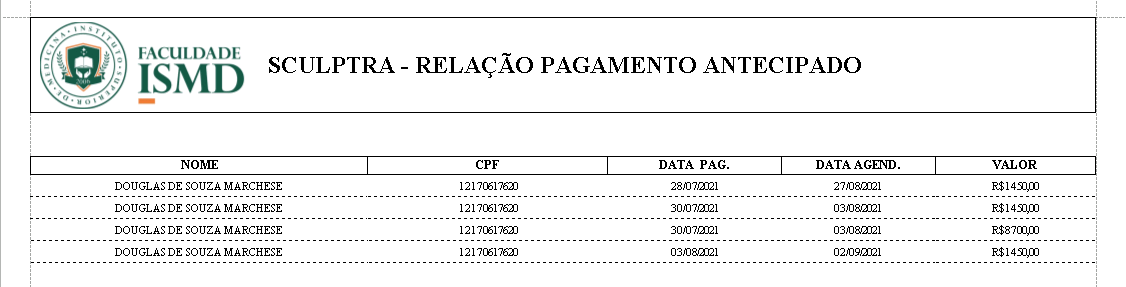 FACULDADE
ISMD
SCULPTRA - RELAÇÃO PAGAMENTO ANTECIPADO
NOME CPF DATA PAG. DATA AGEND. VALOR
DOUGLAS DE SOUZA MARCHESE 12170617620 28/07/2021 27/08/2021 R$1450,00
DOUGLAS DE SOUZA MARCHESE 12170617620 30/07/2021 03/08/2021 R$1450,00
DOUGLAS DE SOUZA MARCHESE 12170617620 30/07/2021 03/08/2021 R$8700,00
DOUGLAS DE SOUZA MARCHESE 12170617620 03/08/2021 02/09/2021 R$1450,00
INSTITUTO SUPERIOR DE MEDICINA